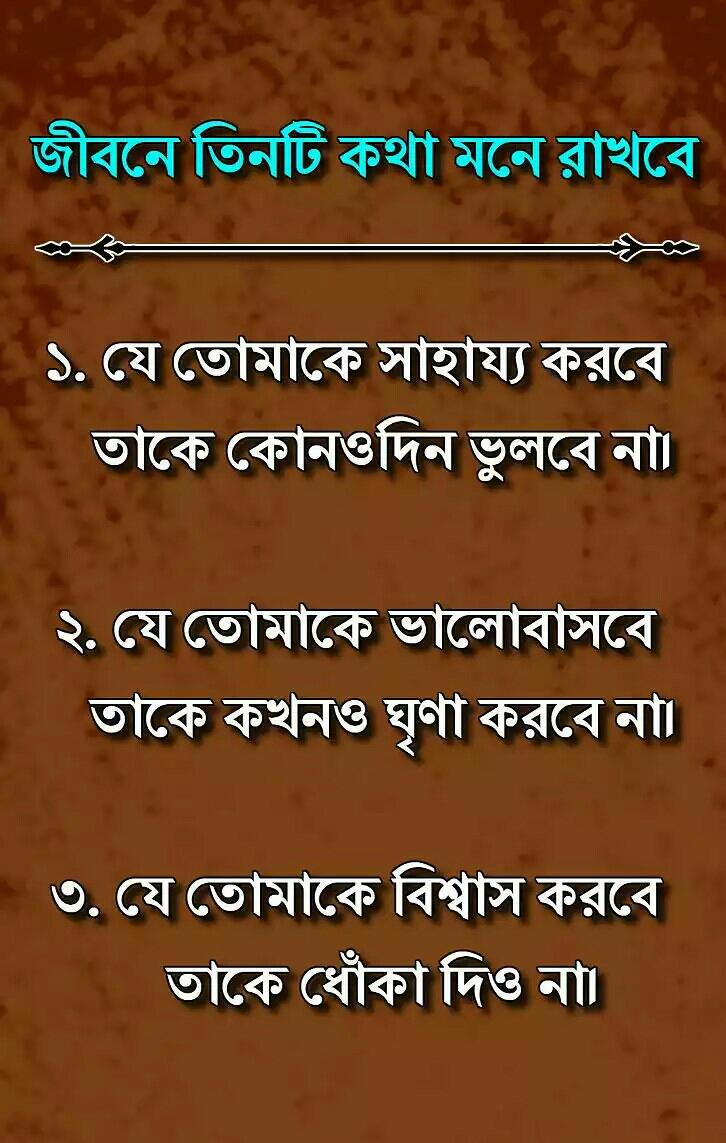 জীবনে তিনটি কথা মনে রাখবে
১. যে তোমাকে সাহায্য করবে
তাকে কোনওদিন ভুলবে না।
২. যে তোমাকে ভালোবাসবে
তাকে কখনও ঘৃণা করবে না।
৩. যে তোমাকে বিশ্বাস করবে
তাকে ধোঁকা দিও না।